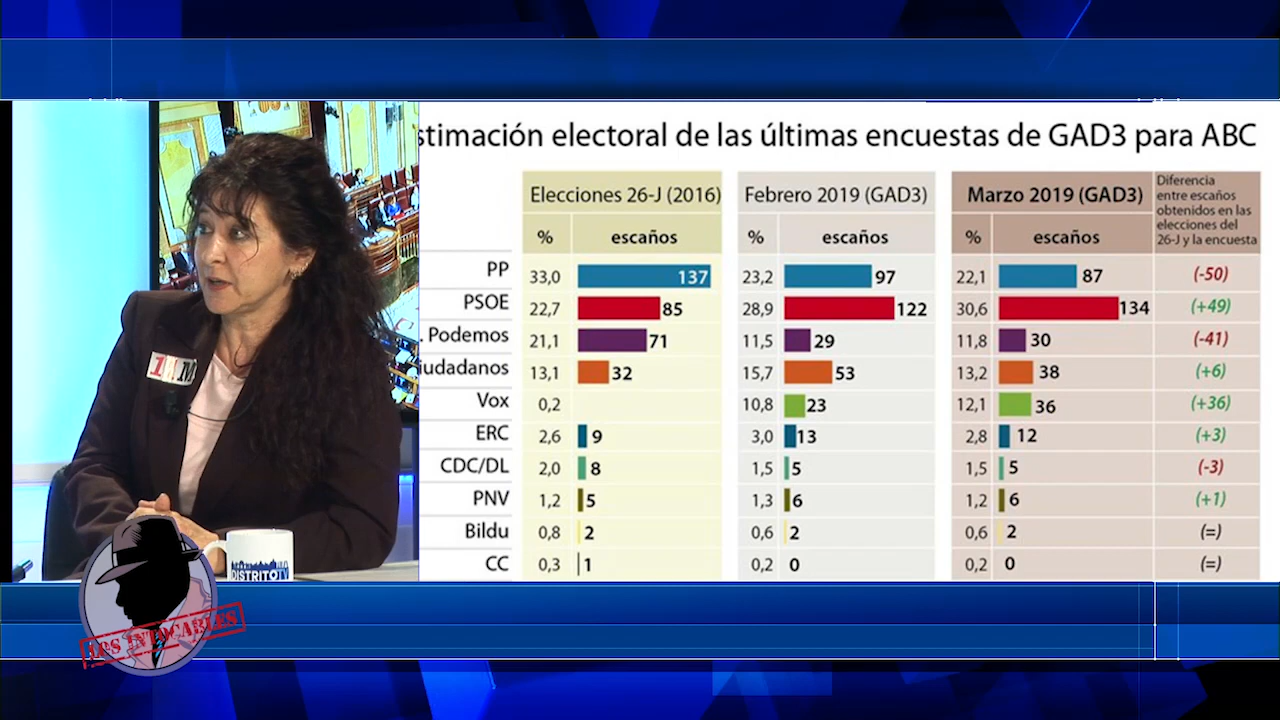 stimación electoral de las últimas encuestas de GAD3 para ABC
Elecciones 26-J (2016) Febrero 2019 (GAD3) Marzo 2019 (GAD3) Diferencia
entre escaños
obtenidos en las
elecciones del
26-J y la encuesta
% escaños % escaños % escaños
PP 33,0 137 23,2 97 22,1 87 (-50)
PSOE 22,7 85 28,9 122 30,6 134 (+49)
. Podemos 21,1 71 11,5 29 11,8 30 (-41)
iudadanos 13,1 32 15,7 53 13,2 38 (+6)
Vox 0,2 10,8 23 12,1 36 (+36)
ERC 2,6 9 3,0 13 2,8 12 (+3)
CDC/DL 2,0 8 1,5 5 1,5 5 (-3)
PNV 1,2 5 1,3 6 1,2 6 (+1)
Bildu 0,8 2 0,6 2 0,6 2 (=)
CC 0,3 1 0,2 0 0,2 0 (=)
DISTRITOTV
LOS INTOCABLES